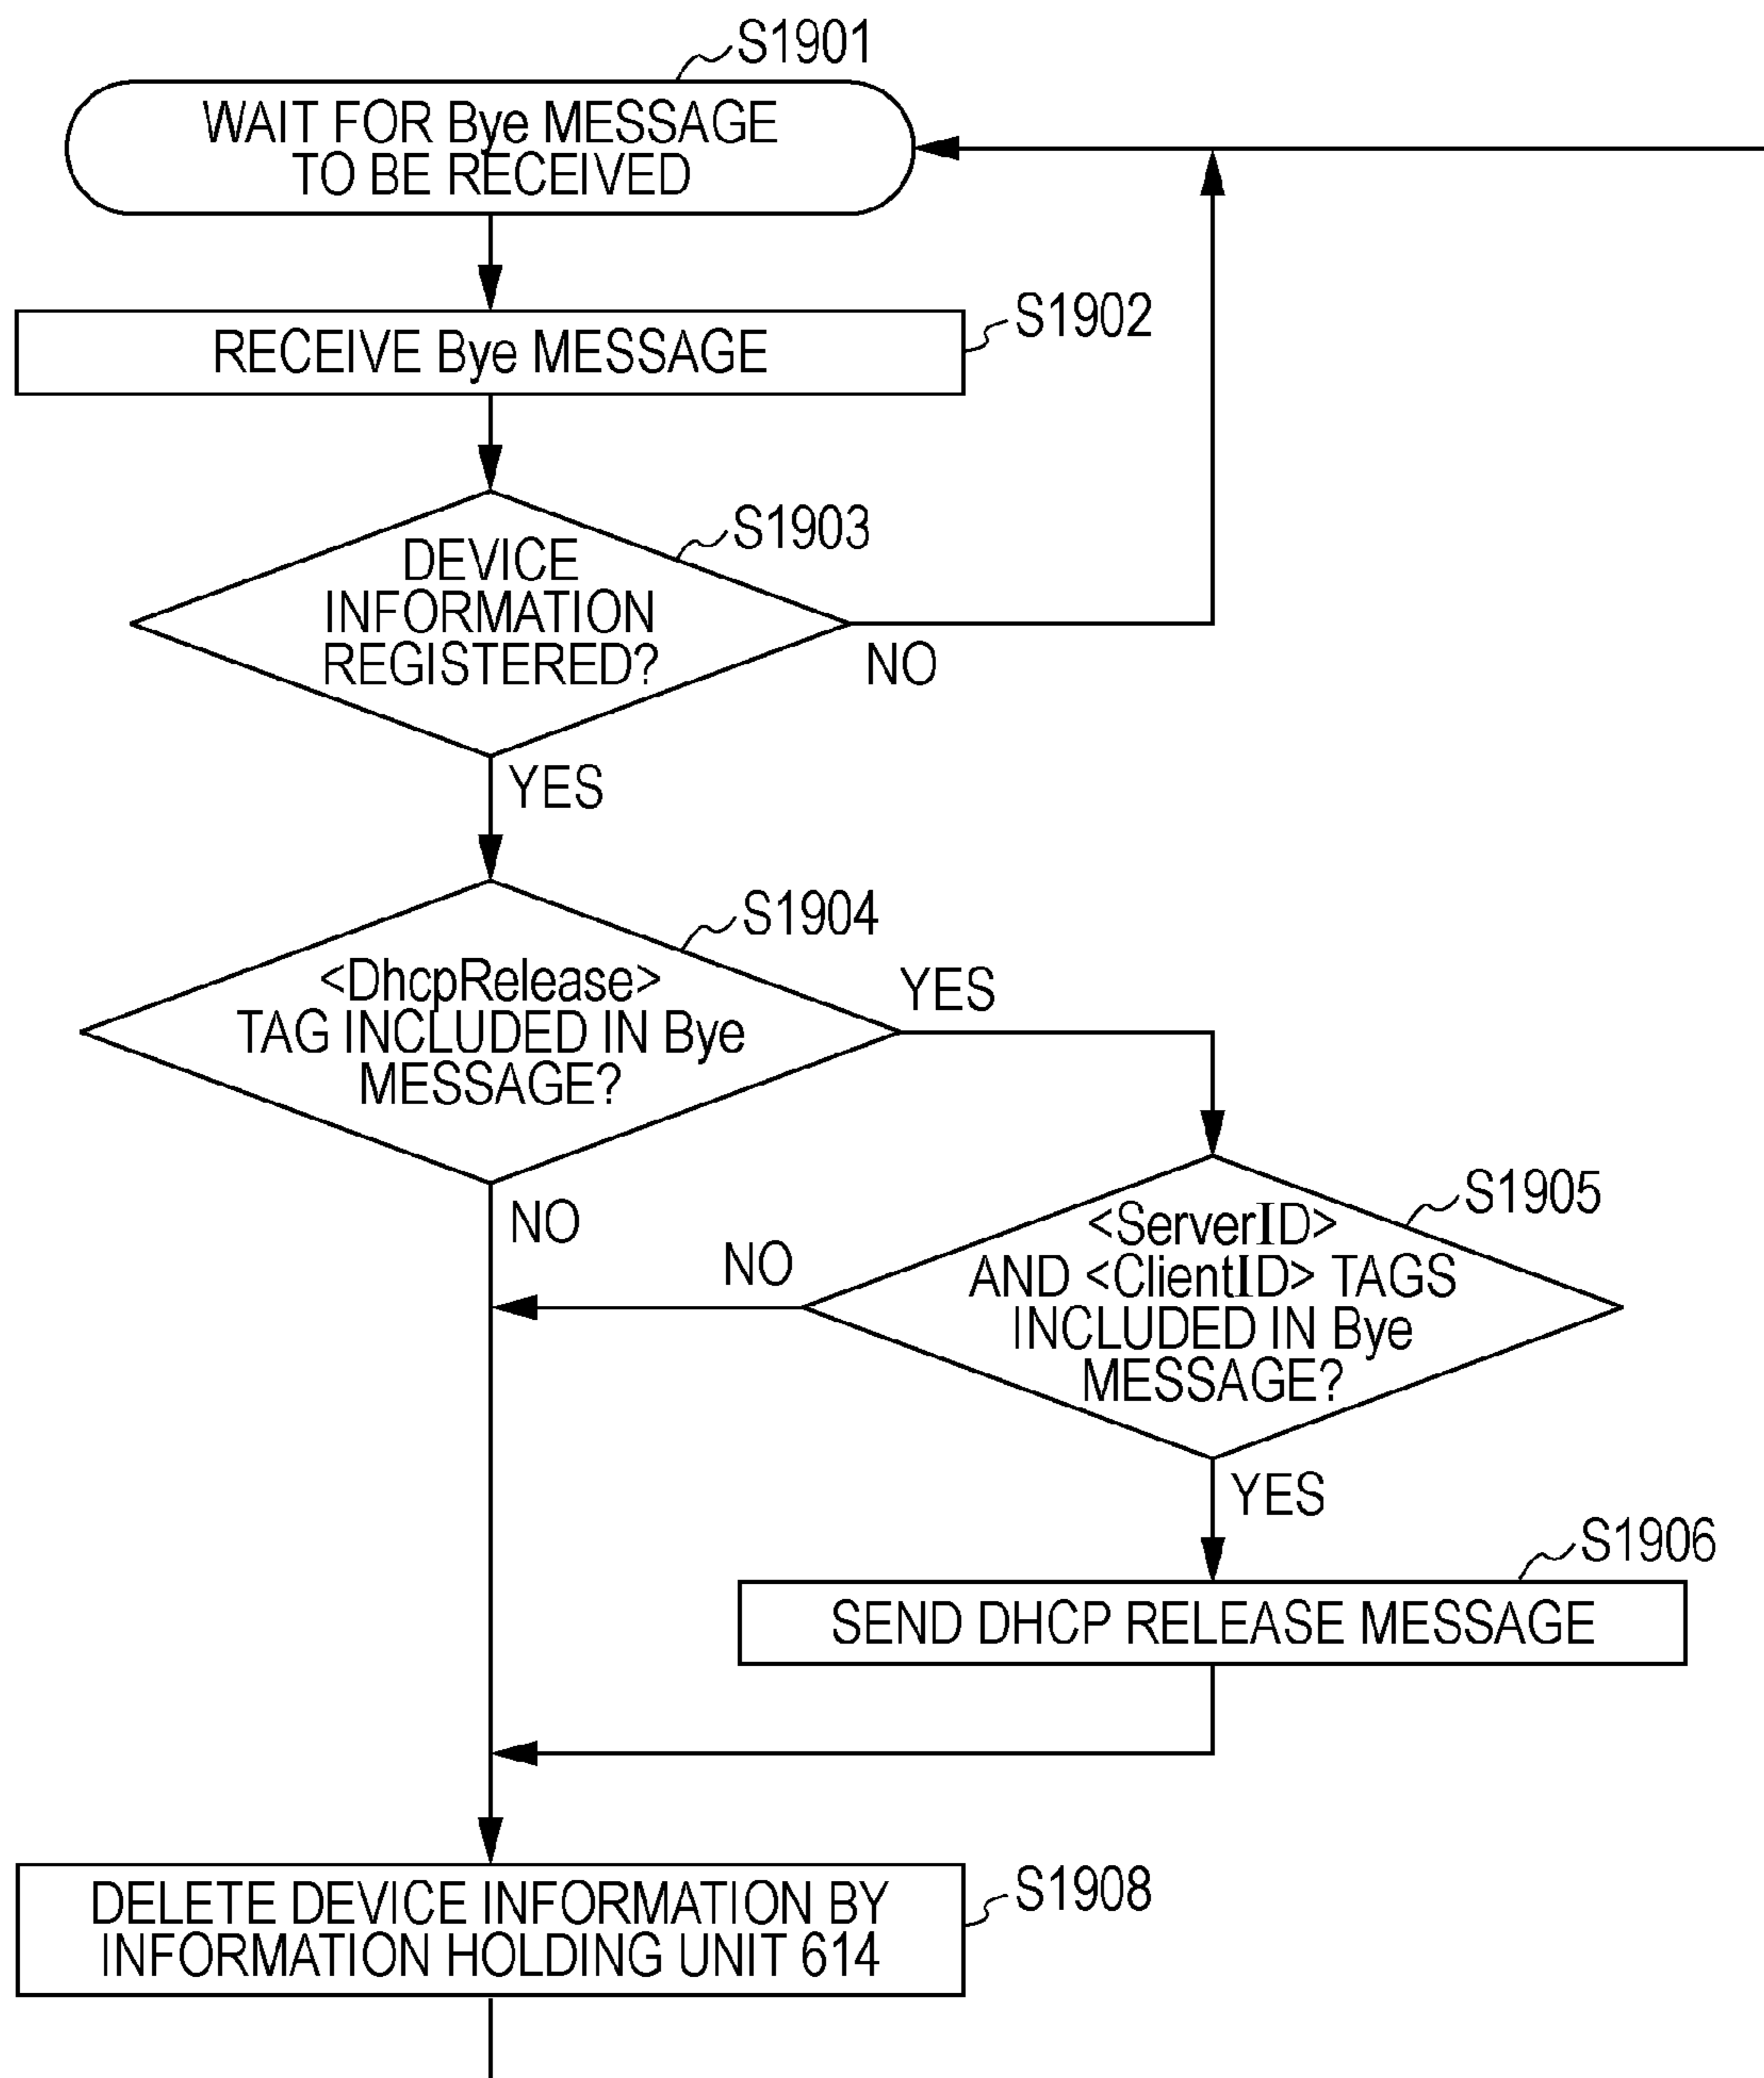 S1901
WAIT FOR Bye MESSAGE
TO BE RECEIVED
S1902
RECEIVE Bye MESSAGE
S1903
DEVICE
INFORMATION
REGISTERED?
NO
YES
S1904
<DhcpRelease>
TAG INCLUDED IN Bye
MESSAGE?
YES
NO
S1905
<ServerID>
AND <ClientID> TAGS
INCLUDED IN Bye
MESSAGE?
NO
YES
S1906
SEND DHCP RELEASE MESSAGE
S1908
DELETE DEVICE INFORMATION BY
INFORMATION HOLDING UNIT 614